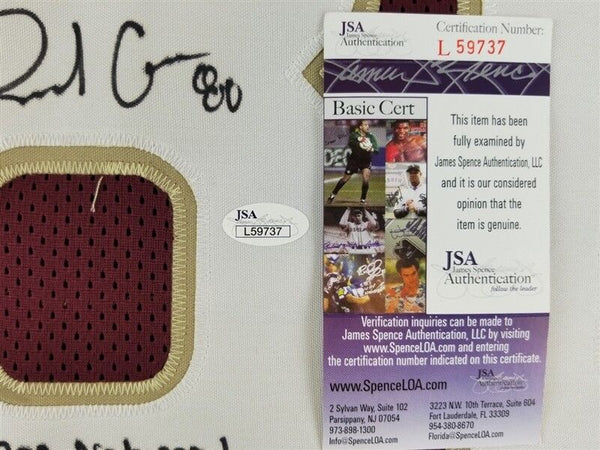 80
JSA
L59737
JSA
James Spence
Authentication
Certification Number:
L 59737
James Spence
Basic Cert
This item has been
fully examined by
James Spence Authentication, LLC
and it is our considered
opinion that the
item is genuine.
JSA
James Spence
Authentication
follow the leader
Verification inquiries can be made to
James Spence Authentication, LLC by visiting
www.SpenceLOA.com and entering
the certification number indicated on this certificate.
www.SpenceLOA.com
JSA
Authentication
2 Sylvan Way, Suite 102
Parsippany, NJ 07054
973-898-1300
Info@SpenceLOA.com
3223 N.W. 10th Terrace, Suite 604
Fort Lauderdale, FL 33309
954-380-8670
Florida@SpenceLOA.com